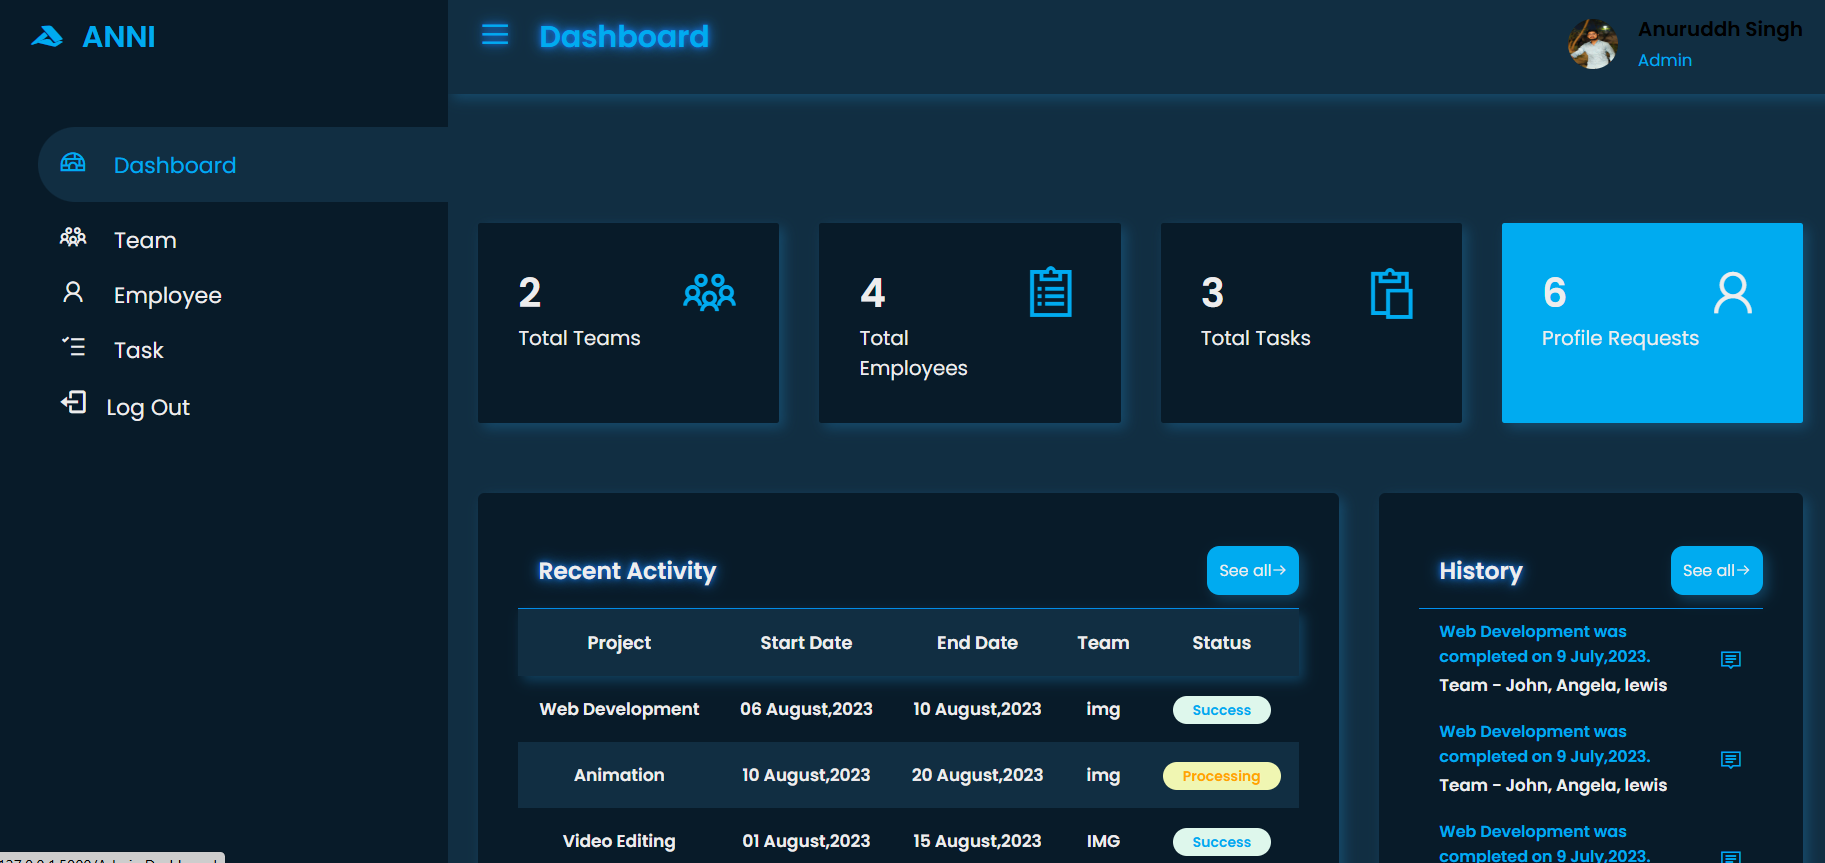 ANNI
Dashboard
Anuruddh Singh
Admin
Dashboard
Team
Employee
Task
Log Out
2
Total Teams
4
Total
Employees
3
Total Tasks
6
Profile Requests
Recent Activity
See all→
Project Start Date End Date Team Status
Web Development 06 August,2023 10 August,2023 img Success
Animation 10 August,2023 20 August,2023 img Processing
Video Editing 01 August,2023 15 August,2023 IMG Success
History
See all→
Web Development was
completed on 9 July,2023.
Team - John, Angela, lewis
Web Development was
completed on 9 July,2023.
Team - John, Angela, lewis
Web Development was
completed on 9 July,2023.